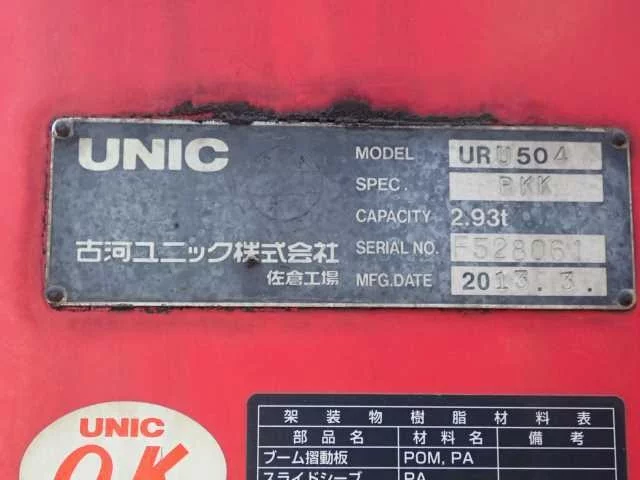 UNIC
MODEL URU504
SPEC. RKK
CAPACITY 2.93t
古河ユニック株式会社 SERIAL NO. F528061
佐倉工場 MFG.DATE 2013.3.
UNIC
OK
架装物樹脂材料表
部品名 材料名 備考
ブーム摺動板 POM, PA
スライドシーブ PA